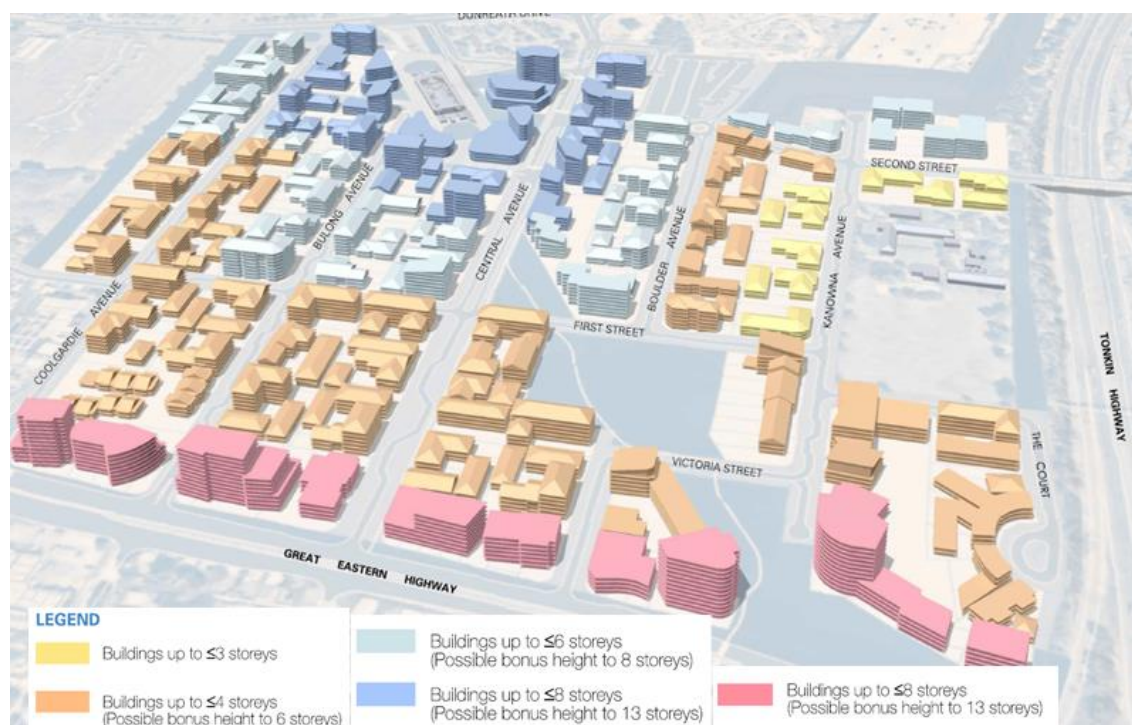 DUNREATH DRIVE
SECOND STREET
BULONG AVENUE
CENTRAL AVENUE
BOULDER AVENUE
KANOWNA AVENUE
COOLGARDIE AVENUE
FIRST STREET
TONKIN HIGHWAY
VICTORIA STREET
THE COURT
GREAT EASTERN HIGHWAY
LEGEND
Buildings up to ≤3 storeys
Buildings up to ≤4 storeys
(Possible bonus height to 6 storeys)
Buildings up to ≤6 storeys
(Possible bonus height to 8 storeys)
Buildings up to ≤8 storeys
(Possible bonus height to 13 storeys)
Buildings up to ≤8 storeys
(Possible bonus height to 13 storeys)